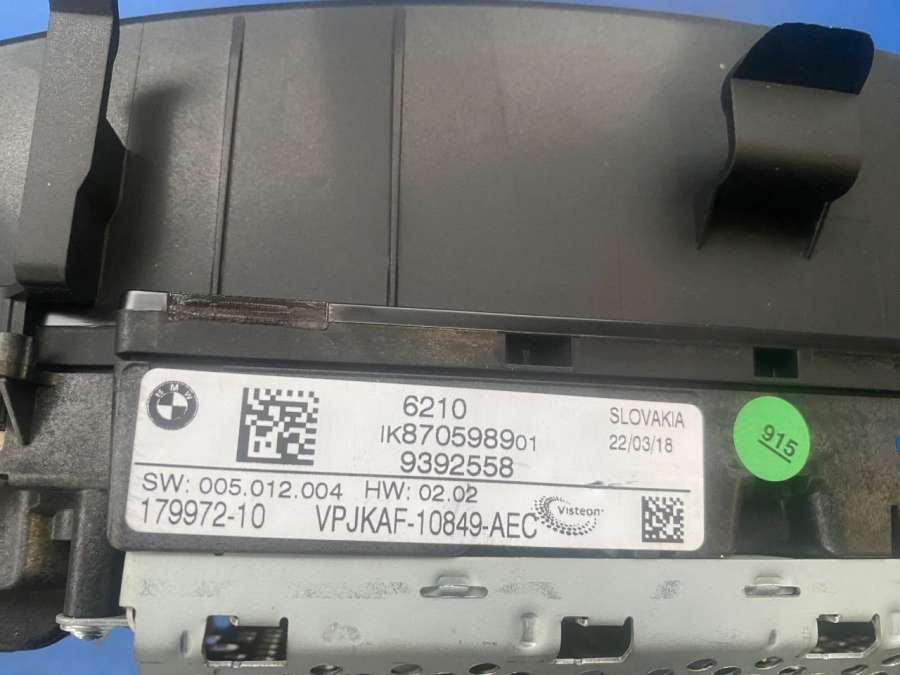 BMW
6210
IK870598901
9392558
SLOVAKIA
22/03/18
SW: 005.012.004 HW: 02.02
179972-10 VPJKAF-10849-AEC
Visteon
915